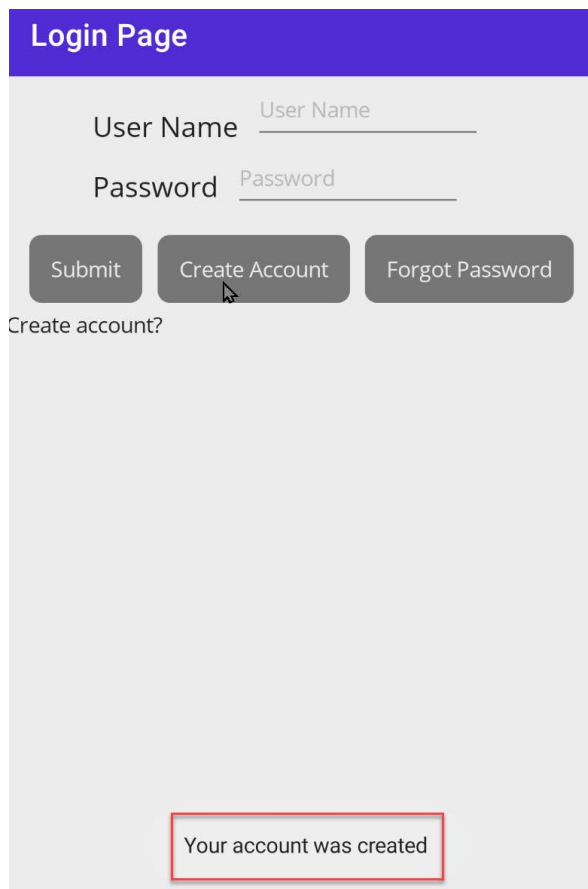 Login Page
User Name User Name
Password Password
Submit Create Account Forgot Password
Create account?
Your account was created